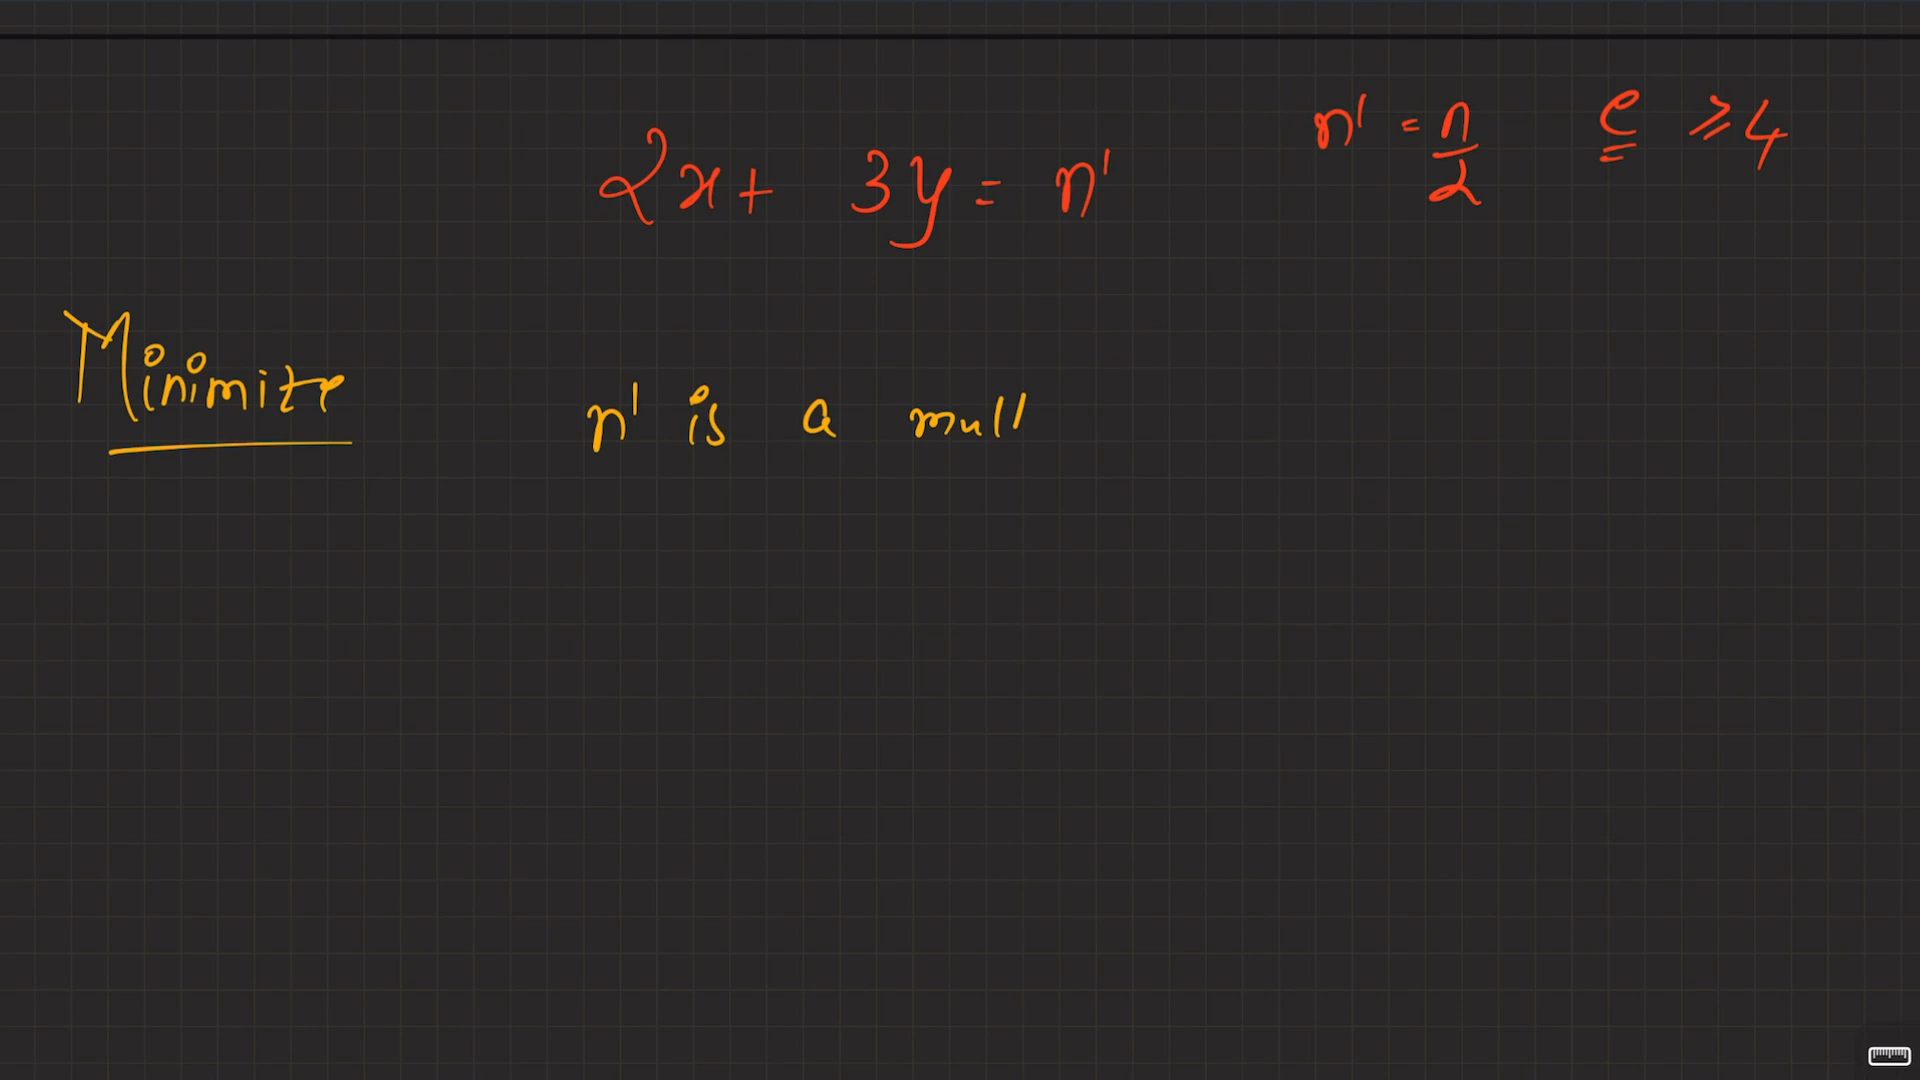 2x + 3y = n'
n' = n/2 e ≥ 4
Minimize
n' is a mull